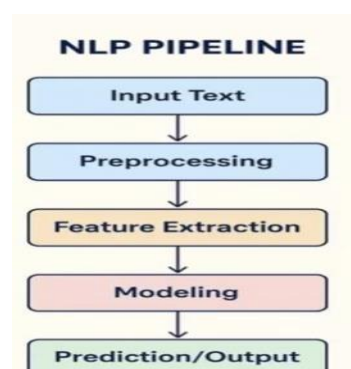 NLP PIPELINE
Input Text
Preprocessing
Feature Extraction
Modeling
Prediction/Output